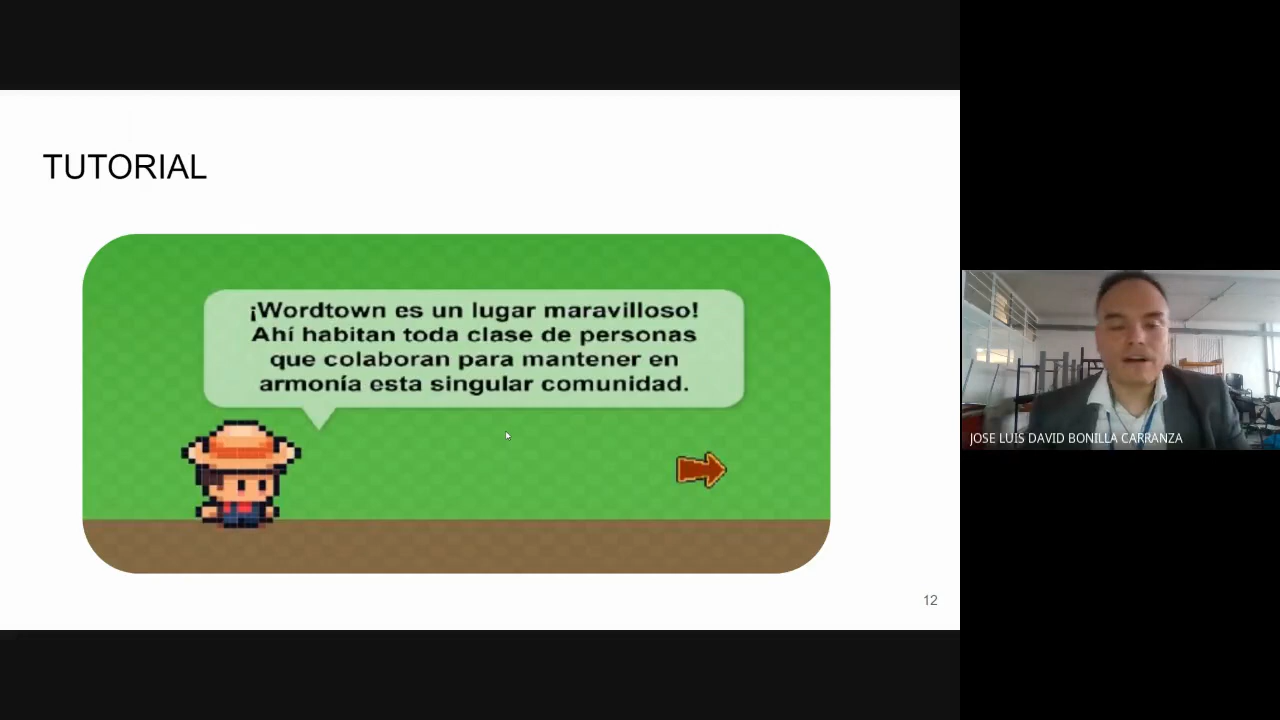 TUTORIAL
¡Wordtown es un lugar maravilloso!
Ahí habitan toda clase de personas
que colaboran para mantener en
armonía esta singular comunidad.
12
JOSE LUIS DAVID BONILLA CARRANZA